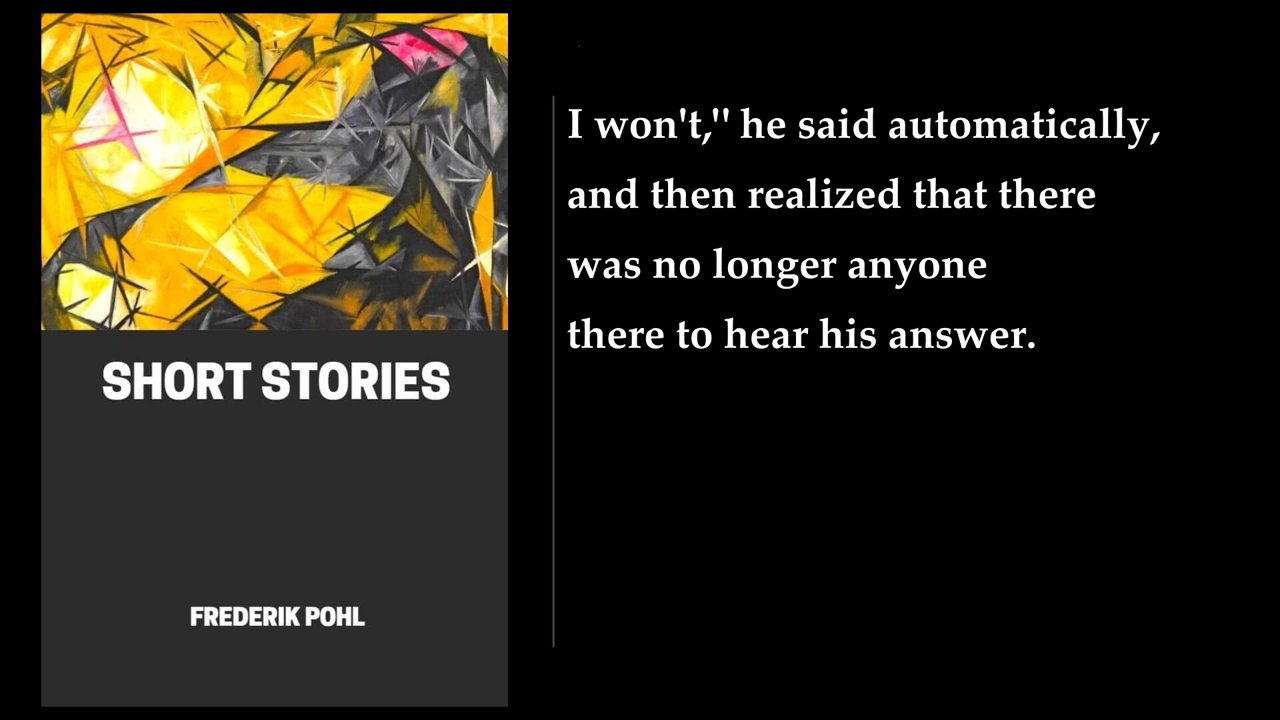 SHORT STORIES
FREDERIK POHL
I won't," he said automatically,
and then realized that there
was no longer anyone
there to hear his answer.